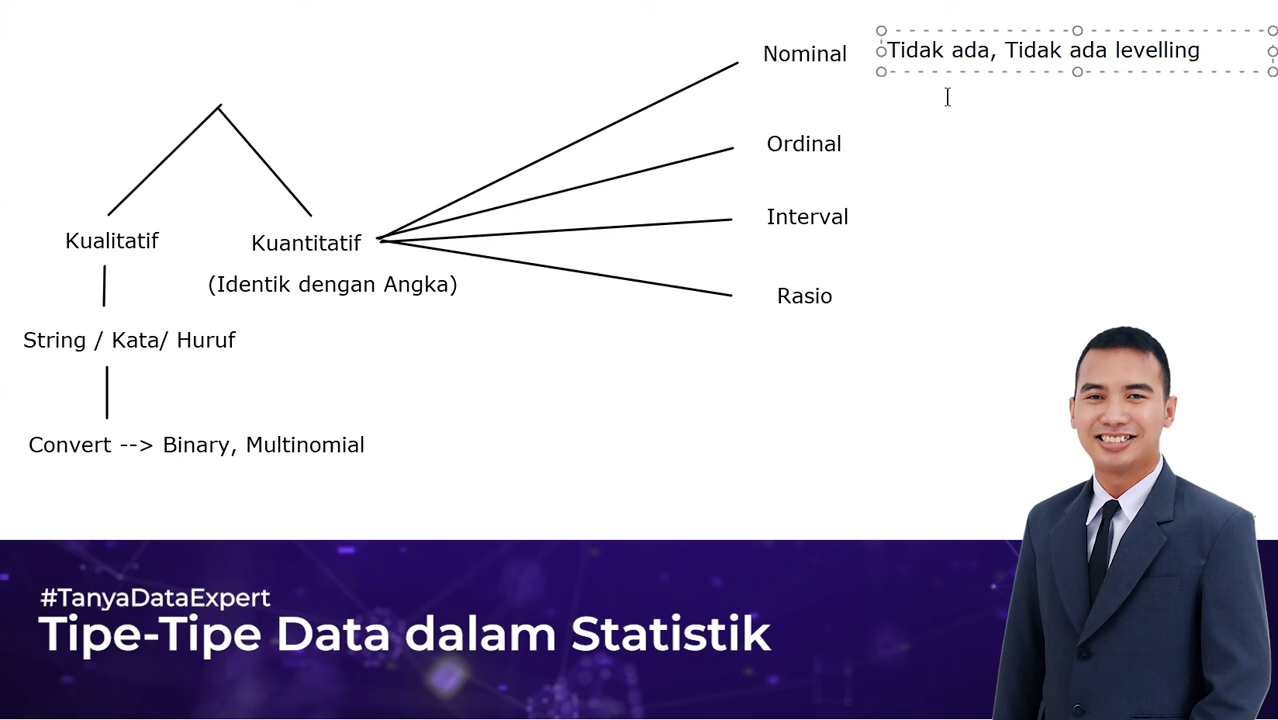 Nominal
Tidak ada, Tidak ada levelling
Ordinal
Interval
Rasio
Kualitatif
Kuantitatif
(Identik dengan Angka)
String / Kata/ Huruf
Convert --> Binary, Multinomial
#TanyaDataExpert
Tipe-Tipe Data dalam Statistik